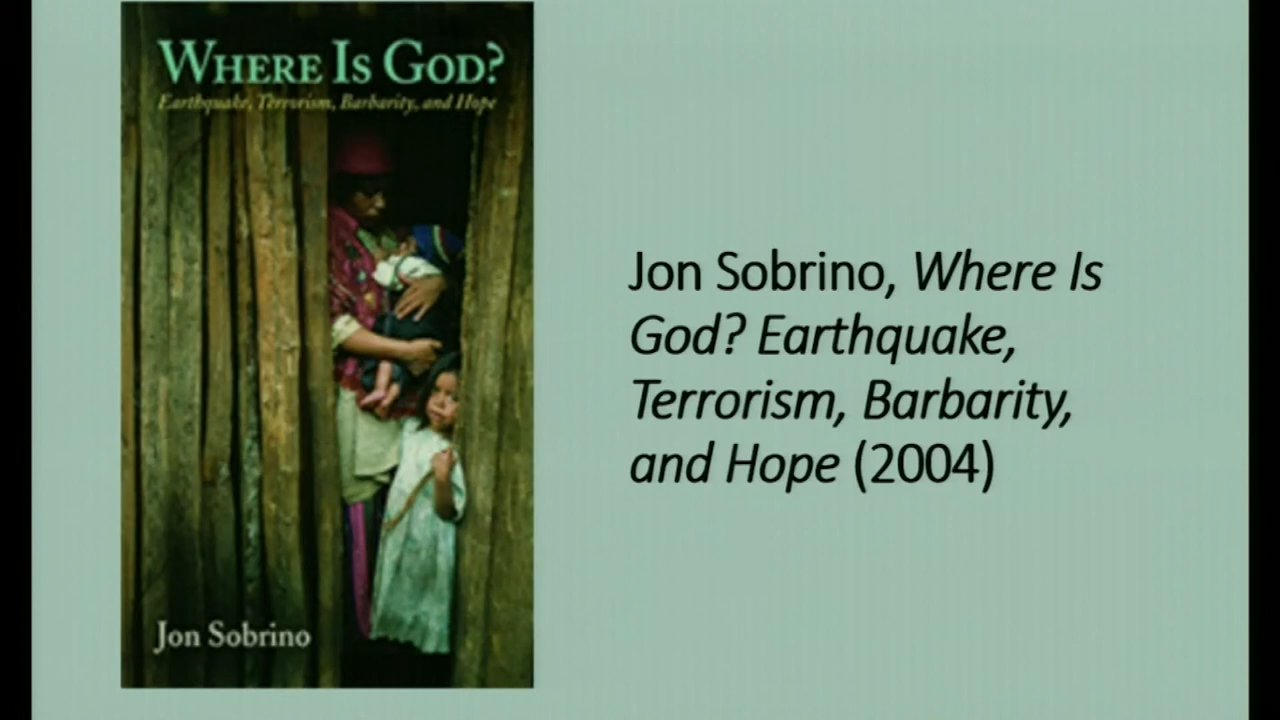 WHERE IS GOD?
Earthquake, Terrorism, Barbarity, and Hope
Jon Sobrino
Jon Sobrino, Where Is
God? Earthquake,
Terrorism, Barbarity,
and Hope (2004)